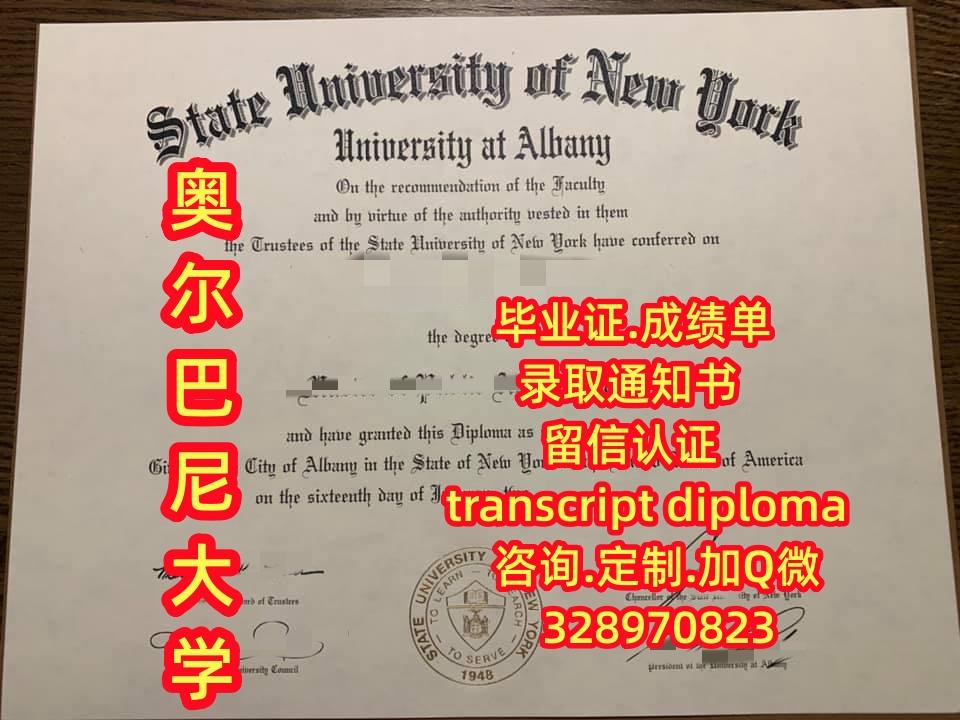 State University of New York
University at Albany
On the recommendation of the Faculty
and by virtue of the authority vested in them
the Trustees of the State University of New York have conferred on
the degree
and have granted this Diploma as
City of Albany in the State of New York of America
on the sixteenth day of
奥尔巴尼大学
毕业证.成绩单
录取通知书
留信认证
transcript diploma
咨询.定制.加Q微
328970823
of Trustees
Council
Chancellor of the of New York
President of the University at Albany
STATE UNIVERSITY NEW YORK
TO LEARN
TO SERVE
1948